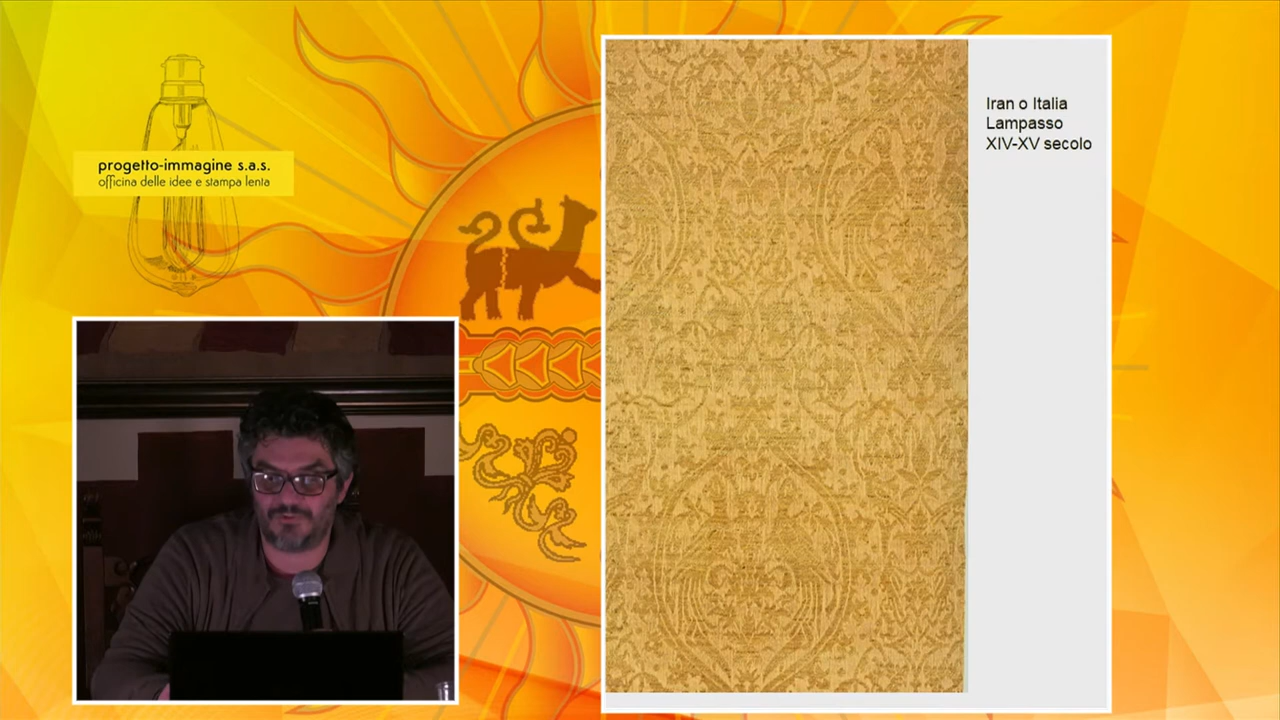 progetto-immagine s.a.s.
officina delle idee e stampa lenta
Iran o Italia
Lampasso
XIV-XV secolo